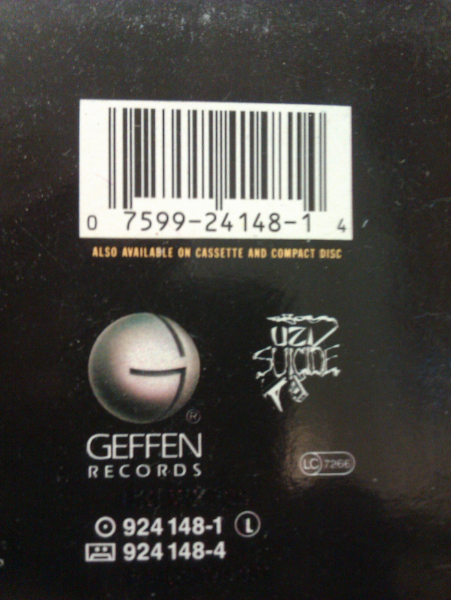 0 7599-24148-1 4
ALSO AVAILABLE ON CASSETTE AND COMPACT DISC
UZI
SUICIDE
®
GEFFEN
RECORDS
LC 7266
924 148-1 L
924 148-4